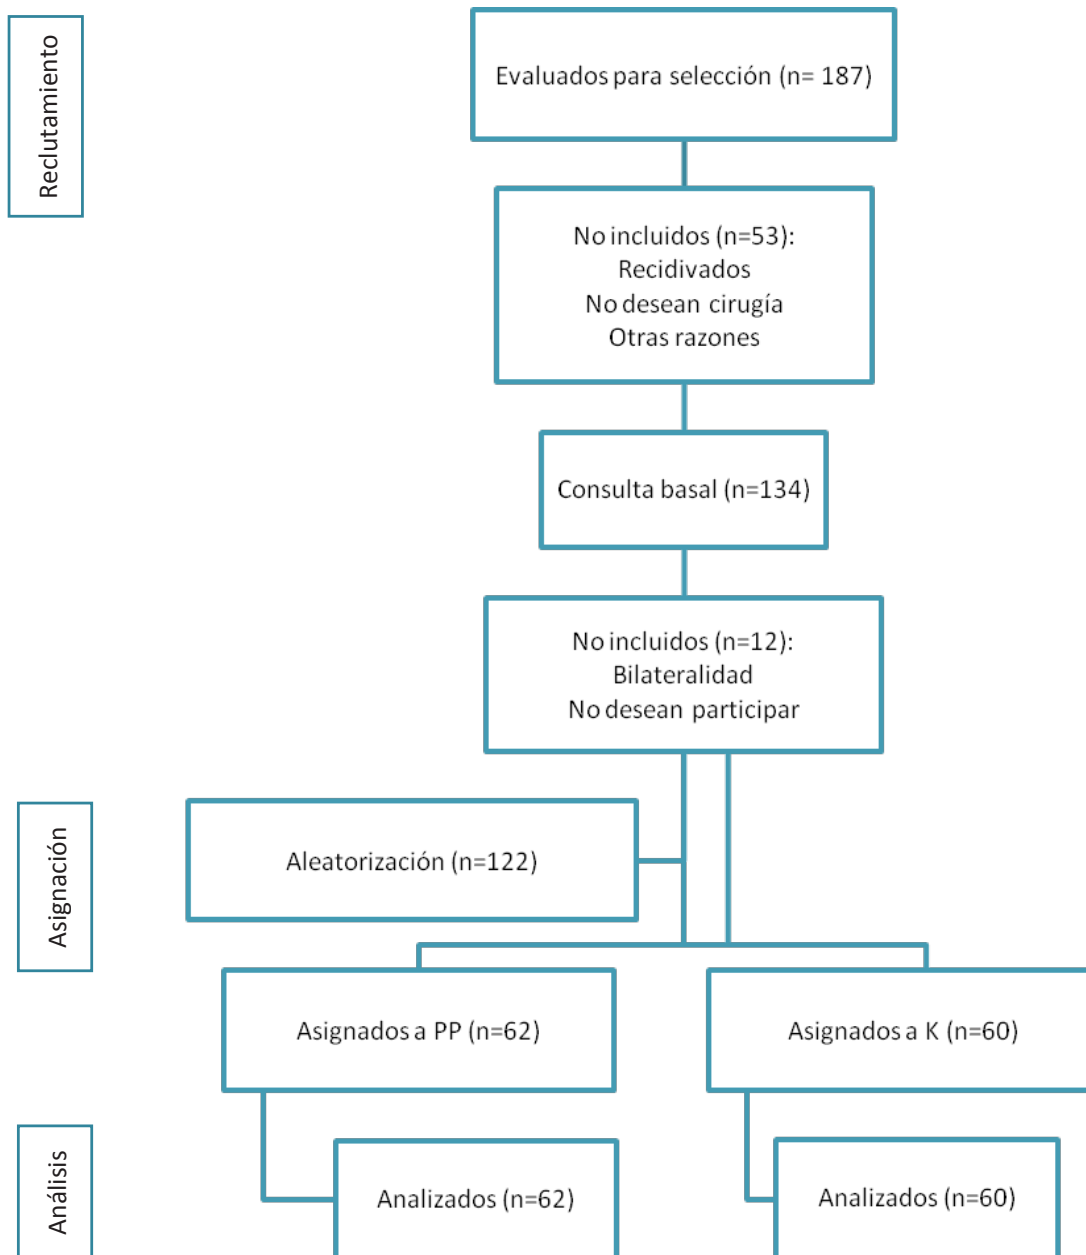 Reclutamiento
Evaluados para selección (n= 187)
No incluidos (n=53):
Recidivados
No desean cirugía
Otras razones
Consulta basal (n=134)
No incluidos (n=12):
Bilateralidad
No desean participar
Asignación
Aleatorización (n=122)
Asignados a PP (n=62)
Asignados a K (n=60)
Análisis
Analizados (n=62)
Analizados (n=60)